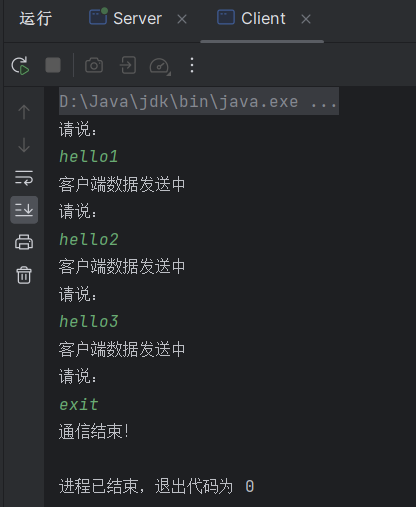 运行 Server Client
D:\Java\jdk\bin\java.exe ...
请说：
hello1
客户端数据发送中
请说：
hello2
客户端数据发送中
请说：
hello3
客户端数据发送中
请说：
exit
通信结束！
进程已结束，退出代码为 0